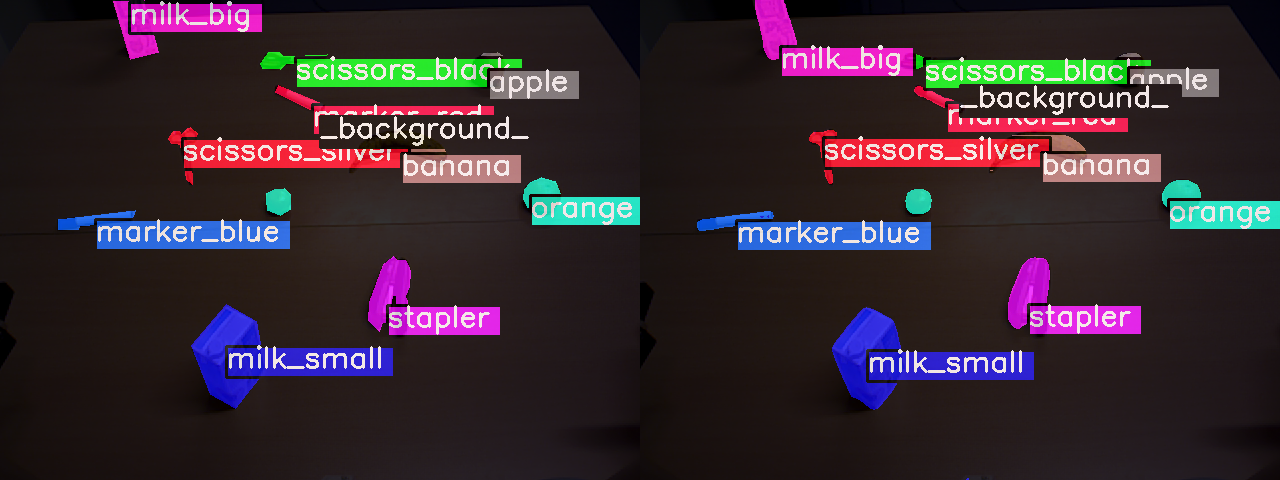 milk_big
scissors_black
apple
marker_red
_background_
scissors_silver
banana
orange
marker_blue
stapler
milk_small
milk_big
scissors_black
apple
_background_
marker_red
scissors_silver
banana
orange
marker_blue
stapler
milk_small